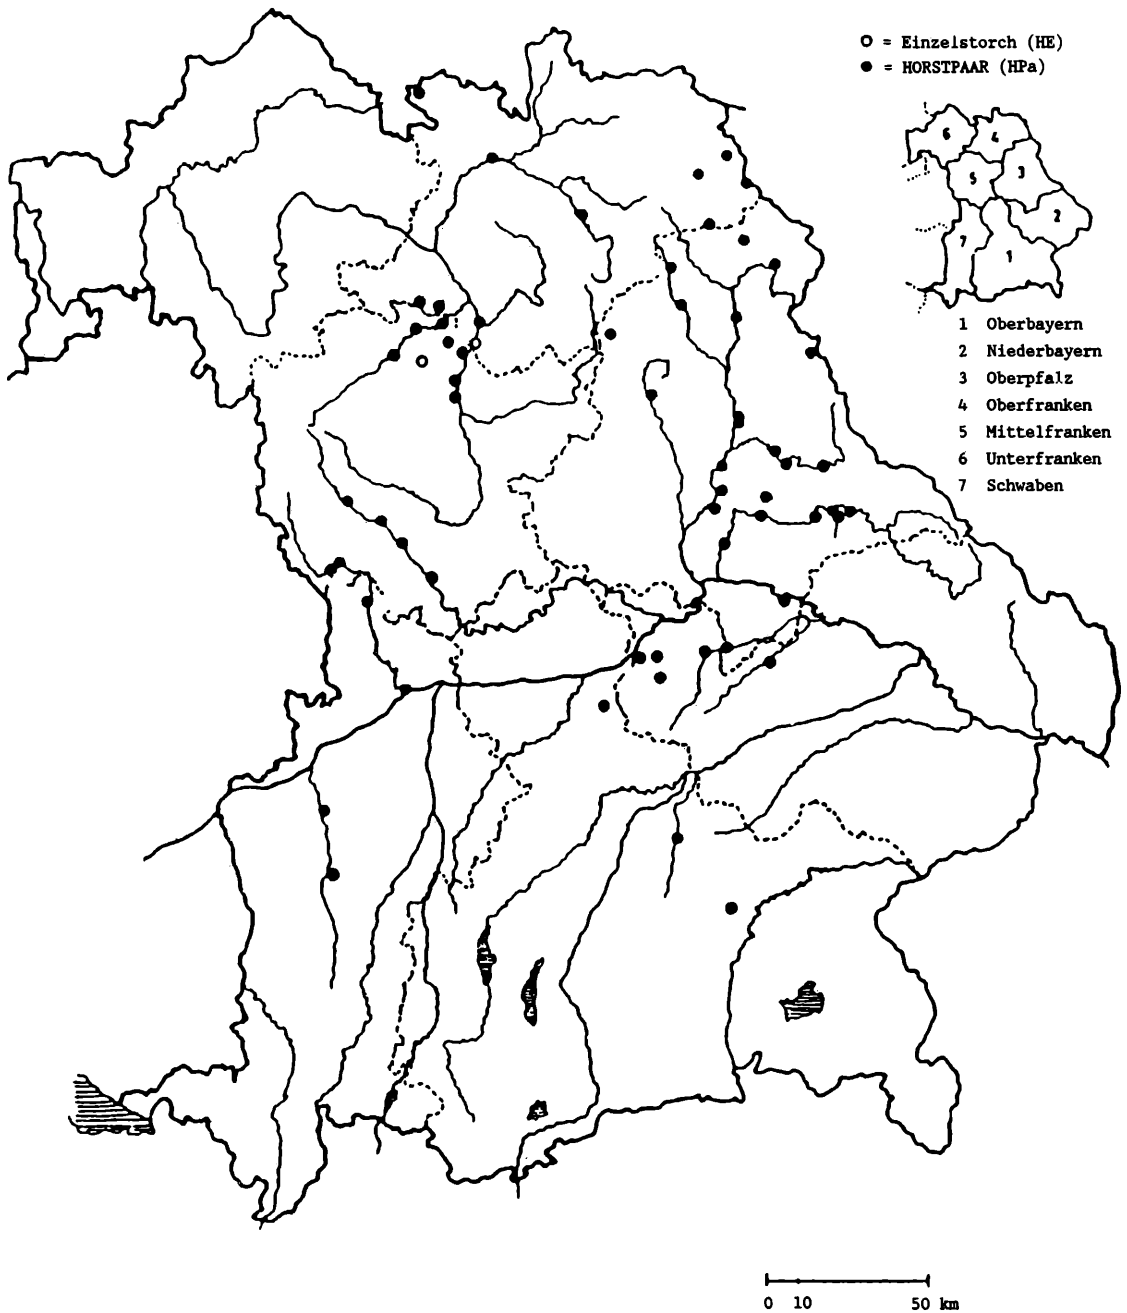 o = Einzelstorch (HE)
● = HORSTPAAR (HPa)
6
4
5
3
2
7
1
1 Oberbayern
2 Niederbayern
3 Oberpfalz
4 Oberfranken
5 Mittelfranken
6 Unterfranken
7 Schwaben
0 10 50 km